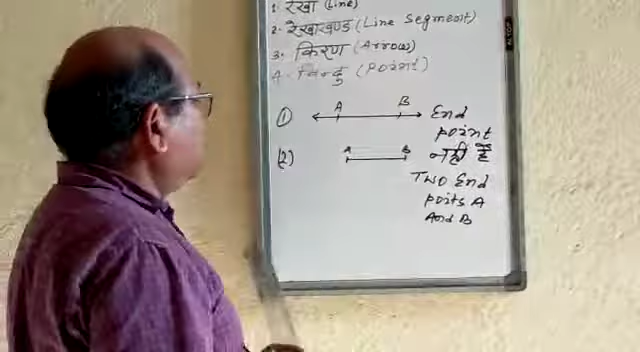 1. रेखा (Line)
2. रेखाखण्ड (Line Segment)
3. किरण (Arrow)
4. बिन्दु (Point)
① A B End
point
नही है
(2) A B
Two End
poits A
And B